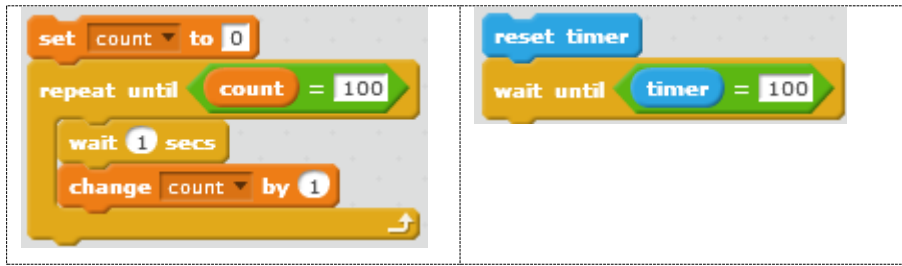 set count to 0
repeat until count = 100
wait 1 secs
change count by 1
reset timer
wait until timer = 100